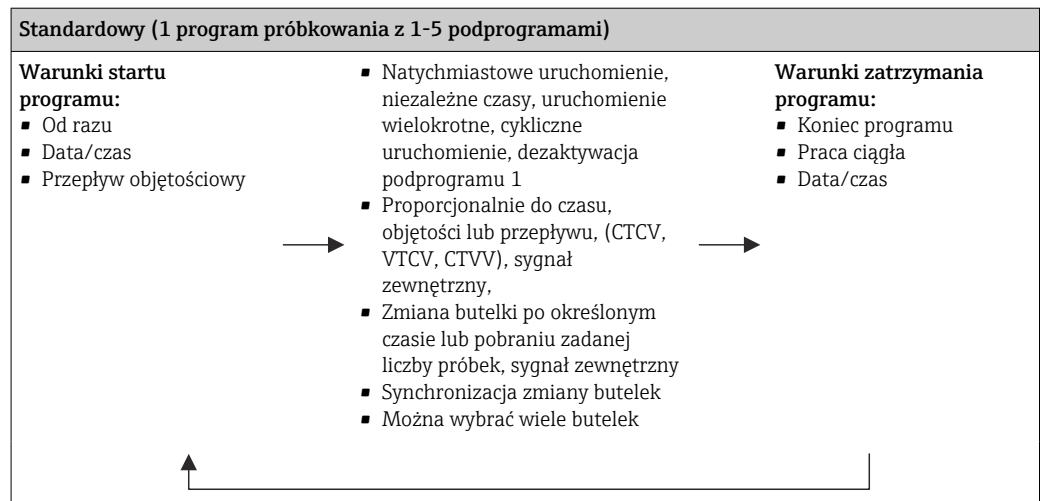 Standardowy (1 program próbkowania z 1-5 podprogramami)
Warunki startu
programu:
▪ Od razu
▪ Data/czas
▪ Przepływ objętościowy
▪ Natychmiastowe uruchomienie,
niezależne czasy, uruchomienie
wielokrotne, cykliczne
uruchomienie, dezaktywacja
podprogramu 1
▪ Proporcjonalnie do czasu,
objętości lub przepływu, (CTCV,
VTCV, CTVV), sygnał
zewnętrzny,
▪ Zmiana butelki po określonym
czasie lub pobraniu zadanej
liczby próbek, sygnał zewnętrzny
▪ Synchronizacja zmiany butelek
▪ Można wybrać wiele butelek
Warunki zatrzymania
programu:
▪ Koniec programu
▪ Praca ciągła
▪ Data/czas